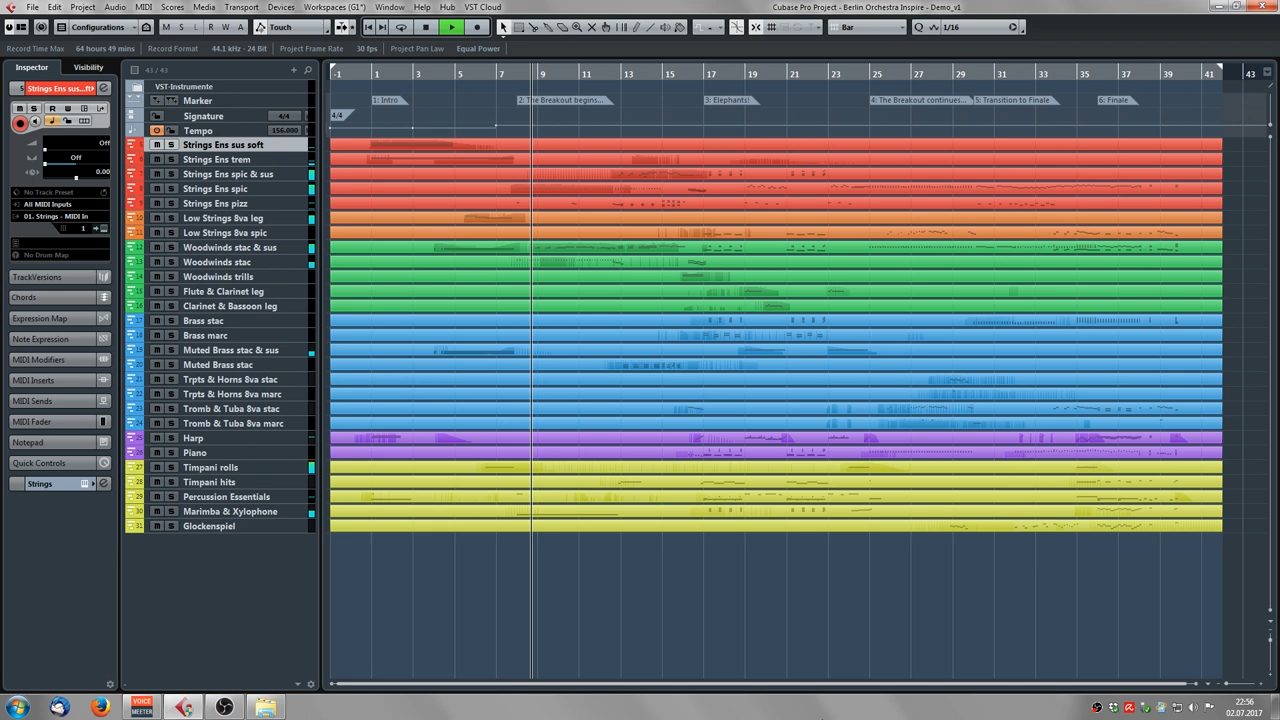 File Edit Project Audio MIDI Scores Media Transport Devices Workspaces (G1*) Window Help Hub VST Cloud
Cubase Pro Project - Berlin Orchestra Inspire - Demo_v1
Configurations M S L R W A Touch Bar Q 1/16
Record Time Max 64 hours 49 mins Record Format 44.1 kHz - 24 Bit Project Frame Rate 30 fps Project Pan Law Equal Power
Inspector Visibility
43 / 43
-1 1 3 5 7 9 11 13 15 17 19 21 23 25 27 29 31 33 35 37 39 41 43
Strings Ens sus...ft
VST-Instrumente
Marker
1: Intro 2: The Breakout begins... 3: Elephants! 4: The Breakout continues... 5: Transition to Finale 6: Finale
Signature 4/4
4/4
Tempo 156.000
M S R W
Off
Off
0.00
No Track Preset
All MIDI Inputs
01. Strings - MIDI In
1
No Drum Map
TrackVersions
Chords
Expression Map
Note Expression
MIDI Modifiers
MIDI Inserts
MIDI Sends
MIDI Fader
Notepad
Quick Controls
Strings
M S Strings Ens sus soft
M S Strings Ens trem
M S Strings Ens spic & sus
M S Strings Ens spic
M S Strings Ens pizz
M S Low Strings 8va leg
M S Low Strings 8va spic
M S Woodwinds stac & sus
M S Woodwinds stac
M S Woodwinds trills
M S Flute & Clarinet leg
M S Clarinet & Bassoon leg
M S Brass stac
M S Brass marc
M S Muted Brass stac & sus
M S Muted Brass stac
M S Trpts & Horns 8va stac
M S Trpts & Horns 8va marc
M S Tromb & Tuba 8va stac
M S Tromb & Tuba 8va marc
M S Harp
M S Piano
M S Timpani rolls
M S Timpani hits
M S Percussion Essentials
M S Marimba & Xylophone
M S Glockenspiel
VOICE
MEETER
22:56
02.07.2017